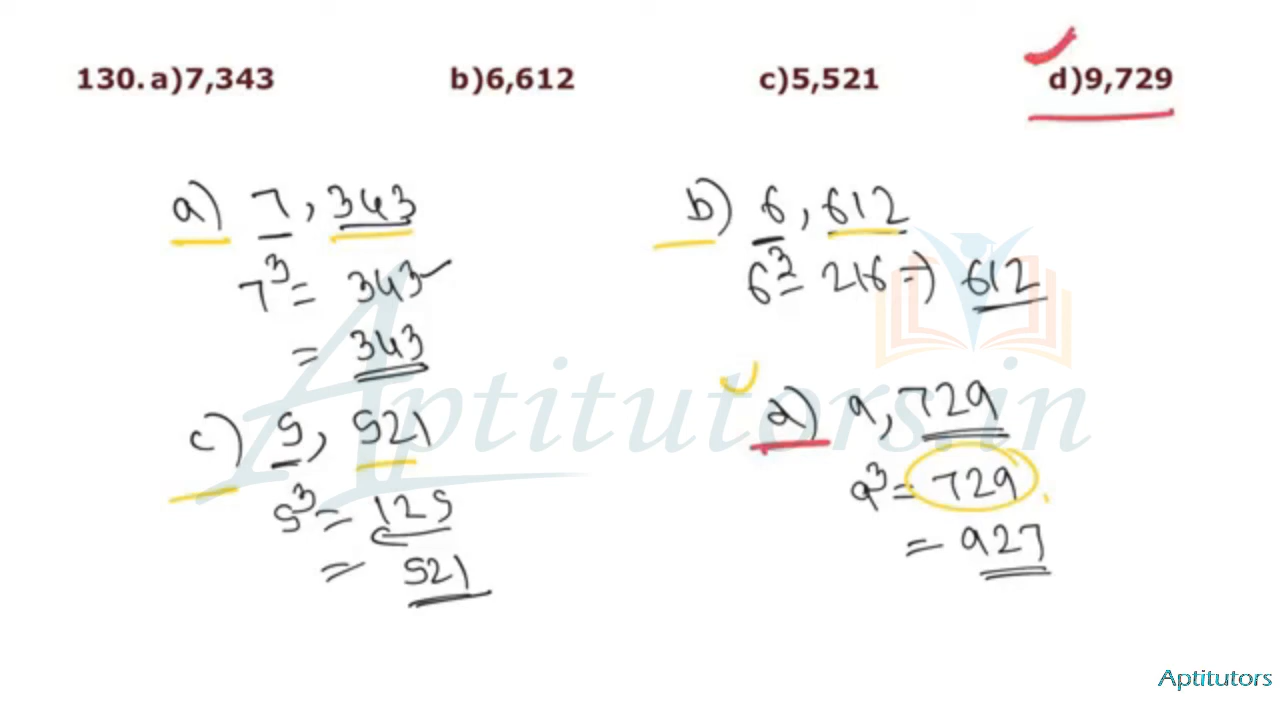 130. a)7,343 b)6,612 c)5,521 d)9,729
a) 7, 343
7³ = 343
= 343
b) 6, 612
6³ = 216 ⇒ 612
c) 5, 521
5³ = 125
= 521
d) 9, 729
9³ = 729
= 927
Aptitutors.in
Aptitutors